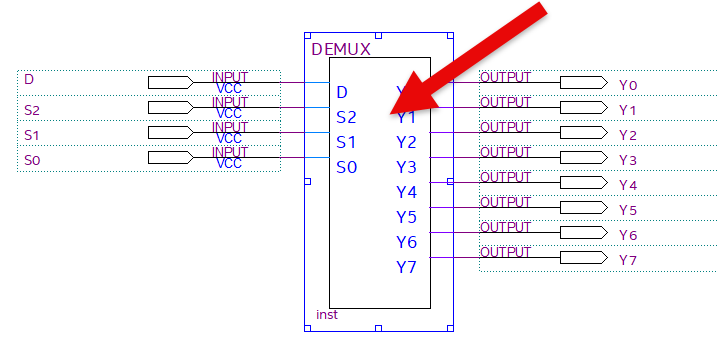 DEMUX
D INPUT VCC D Y OUTPUT Y0
S2 INPUT VCC S2 Y1 OUTPUT Y1
S1 INPUT VCC S1 Y2 OUTPUT Y2
S0 INPUT VCC S0 Y3 OUTPUT Y3
Y4 OUTPUT Y4
Y5 OUTPUT Y5
Y6 OUTPUT Y6
Y7 OUTPUT Y7
inst